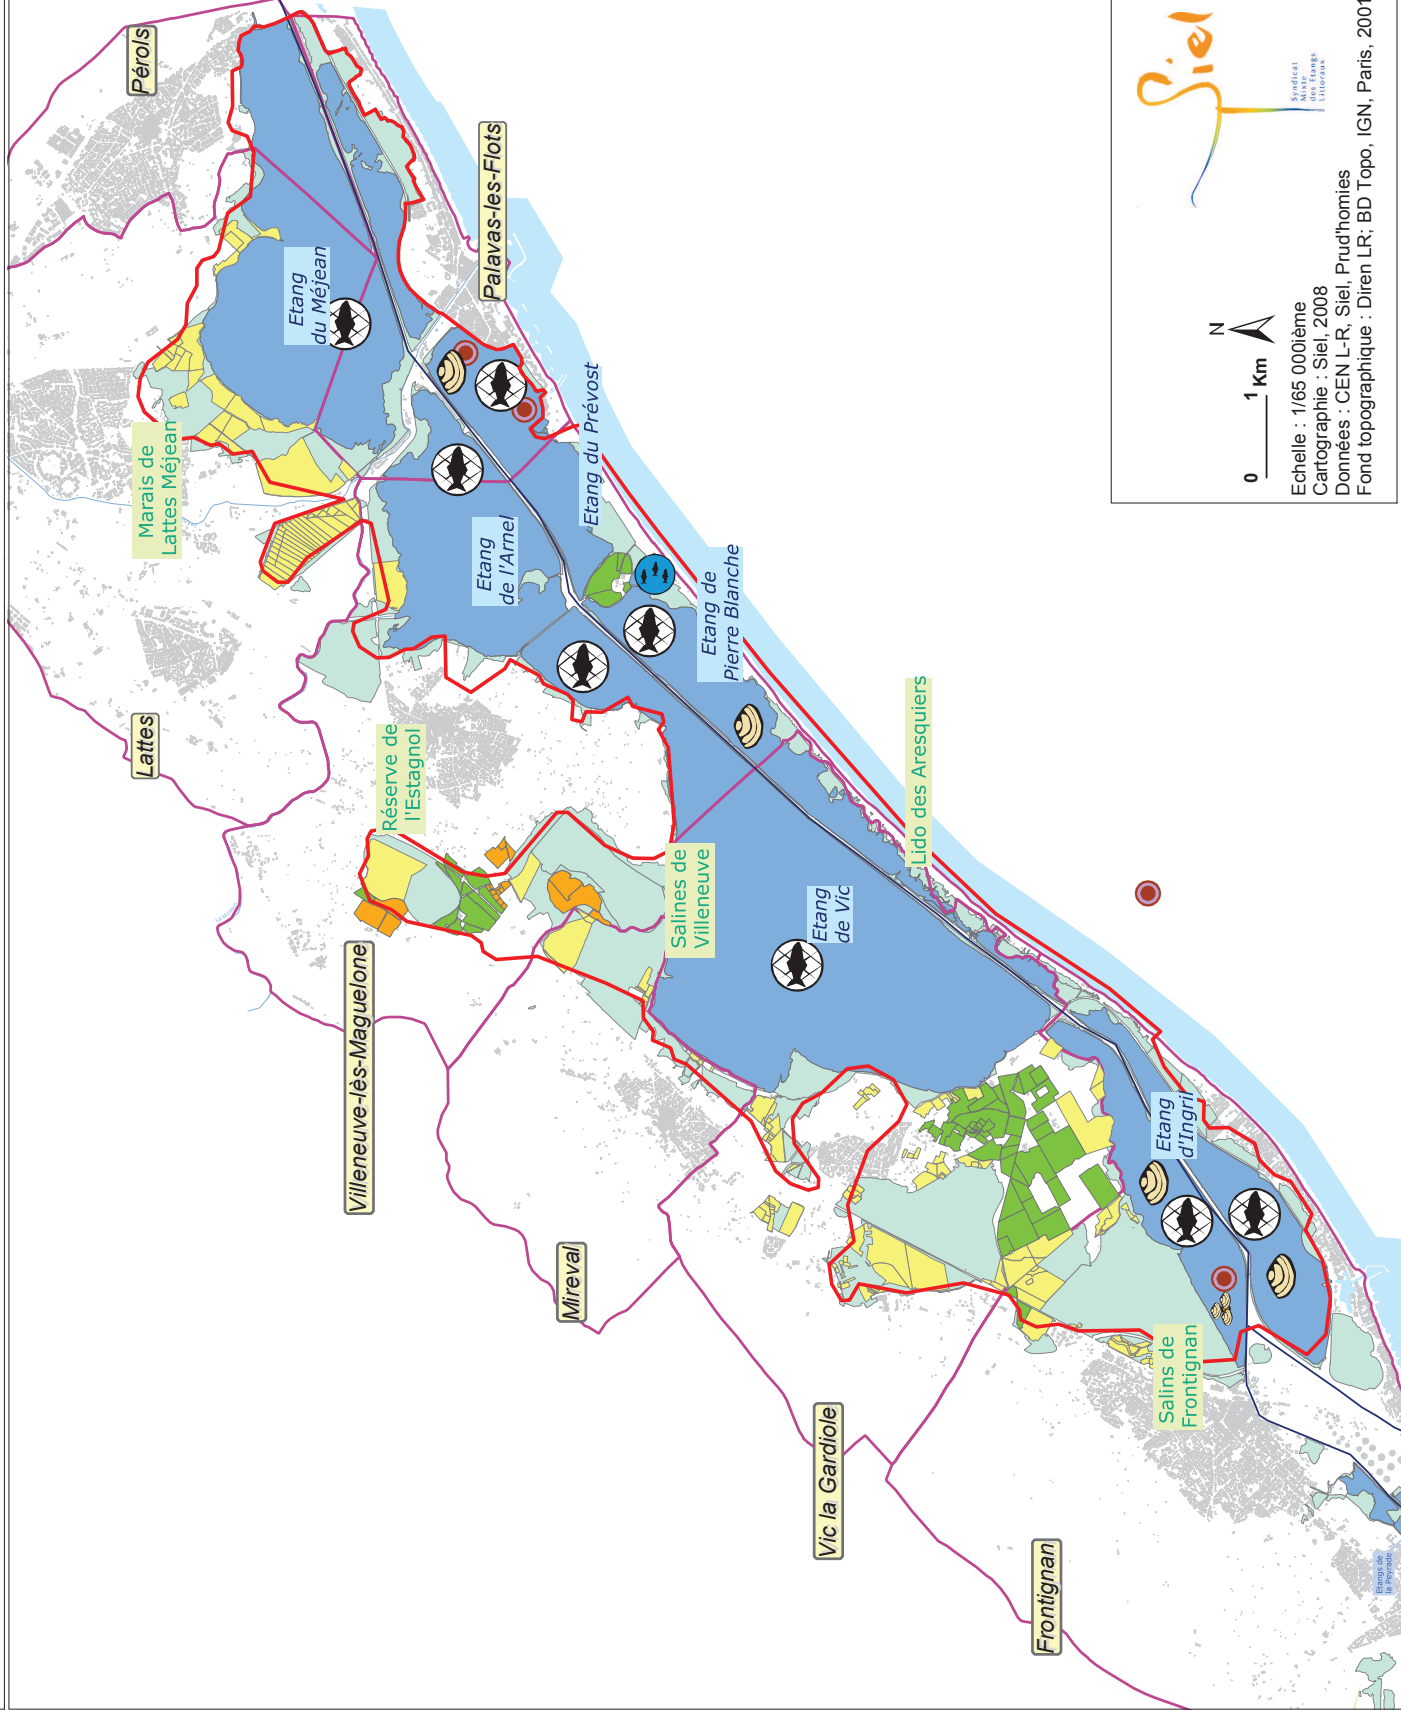 Pérols
Palavas-les-Flots
Etang
du Méjean
Marais de
Lattes Méjean
Etang du Prévost
Etang
de l'Arnel
Etang de
Pierre Blanche
Lattes
Réserve de
l'Estagnol
Lido des Aresquiers
Salines de
Villeneuve
Etang
de Vic
Villeneuve-lès-Maguelone
Etang
d'Ingril
Mireval
Salins de
Frontignan
Vic la Gardiole
Frontignan
Etangs de
la Peyrade
Siel
Syndicat
Mixte
des Etangs
Littoraux
N
0 1 Km
Echelle : 1/65 000ième
Cartographie : Siel, 2008
Données : CEN L-R, Siel, Prud'homies
Fond topographique : Diren LR; BD Topo, IGN, Paris, 2001